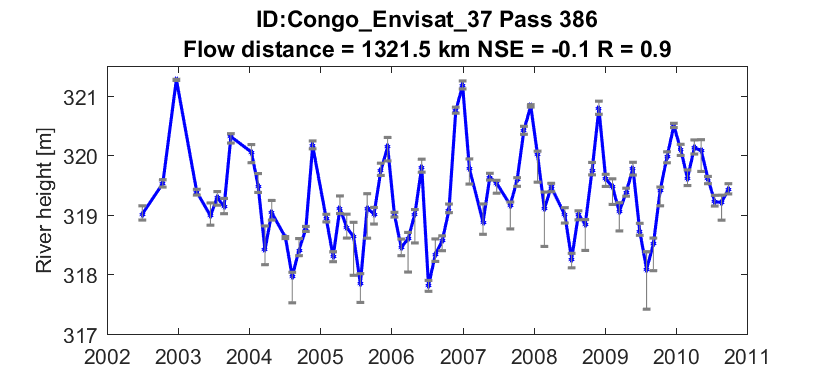 ID:Congo_Envisat_37 Pass 386
Flow distance = 1321.5 km NSE = -0.1 R = 0.9
River height [m]
321
320
319
318
317
2002 2003 2004 2005 2006 2007 2008 2009 2010 2011